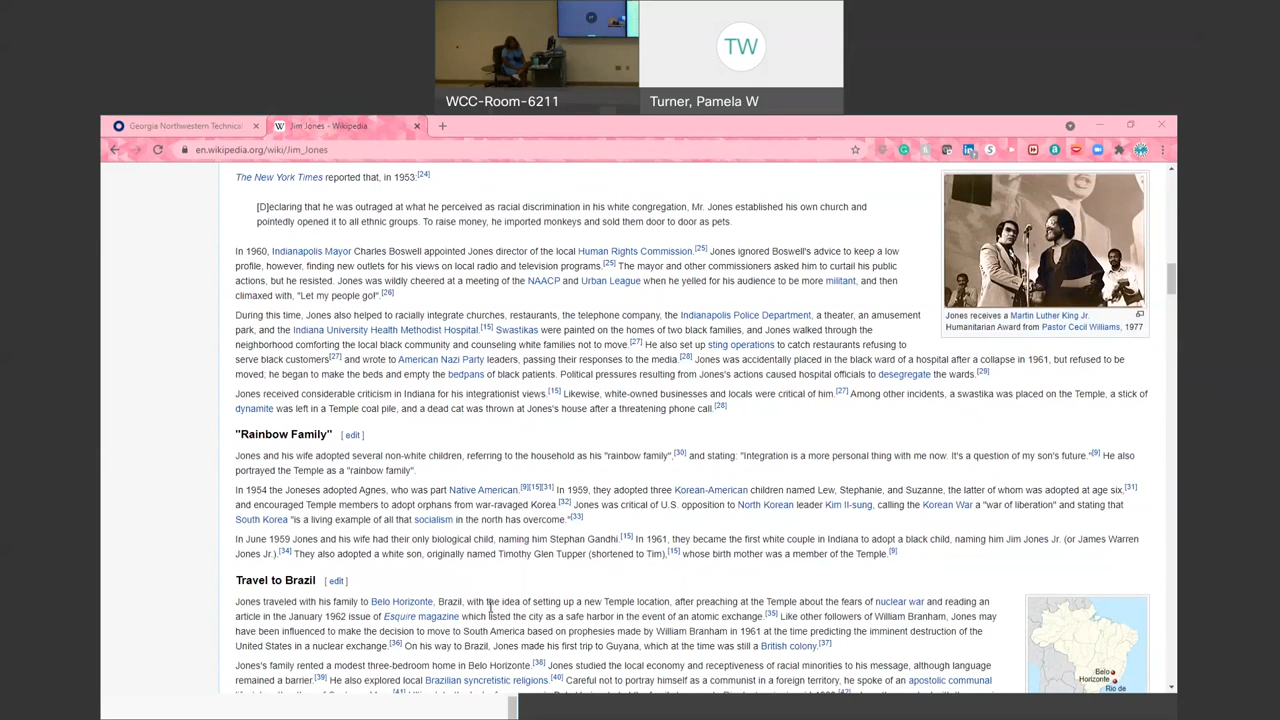 TW
WCC-Room-6211
Turner, Pamela W
Georgia Northwestern Technical
Jim Jones - Wikipedia
en.wikipedia.org/wiki/Jim_Jones
The New York Times reported that, in 1953:[24]
[D]eclaring that he was outraged at what he perceived as racial discrimination in his white congregation, Mr. Jones established his own church and
pointedly opened it to all ethnic groups. To raise money, he imported monkeys and sold them door to door as pets.
In 1960, Indianapolis Mayor Charles Boswell appointed Jones director of the local Human Rights Commission.[25] Jones ignored Boswell's advice to keep a low
profile, however, finding new outlets for his views on local radio and television programs.[25] The mayor and other commissioners asked him to curtail his public
actions, but he resisted. Jones was wildly cheered at a meeting of the NAACP and Urban League when he yelled for his audience to be more militant, and then
climaxed with, "Let my people go!".[26]
During this time, Jones also helped to racially integrate churches, restaurants, the telephone company, the Indianapolis Police Department, a theater, an amusement
park, and the Indiana University Health Methodist Hospital.[15] Swastikas were painted on the homes of two black families, and Jones walked through the
neighborhood comforting the local black community and counseling white families not to move.[27] He also set up sting operations to catch restaurants refusing to
serve black customers[27] and wrote to American Nazi Party leaders, passing their responses to the media.[28] Jones was accidentally placed in the black ward of a hospital after a collapse in 1961, but refused to be
moved; he began to make the beds and empty the bedpans of black patients. Political pressures resulting from Jones's actions caused hospital officials to desegregate the wards.[29]
Jones received considerable criticism in Indiana for his integrationist views.[15] Likewise, white-owned businesses and locals were critical of him.[27] Among other incidents, a swastika was placed on the Temple, a stick of
dynamite was left in a Temple coal pile, and a dead cat was thrown at Jones's house after a threatening phone call.[28]
Jones receives a Martin Luther King Jr.
Humanitarian Award from Pastor Cecil Williams, 1977
"Rainbow Family" [ edit ]
Jones and his wife adopted several non-white children, referring to the household as his "rainbow family",[30] and stating: "Integration is a more personal thing with me now. It's a question of my son's future."[9] He also
portrayed the Temple as a "rainbow family".
In 1954 the Joneses adopted Agnes, who was part Native American.[9][15][31] In 1959, they adopted three Korean-American children named Lew, Stephanie, and Suzanne, the latter of whom was adopted at age six,[31]
and encouraged Temple members to adopt orphans from war-ravaged Korea.[32] Jones was critical of U.S. opposition to North Korean leader Kim Il-sung, calling the Korean War a "war of liberation" and stating that
South Korea "is a living example of all that socialism in the north has overcome."[33]
In June 1959 Jones and his wife had their only biological child, naming him Stephan Gandhi.[15] In 1961, they became the first white couple in Indiana to adopt a black child, naming him Jim Jones Jr. (or James Warren
Jones Jr.).[34] They also adopted a white son, originally named Timothy Glen Tupper (shortened to Tim),[15] whose birth mother was a member of the Temple.[9]
Travel to Brazil [ edit ]
Jones traveled with his family to Belo Horizonte, Brazil, with the idea of setting up a new Temple location, after preaching at the Temple about the fears of nuclear war and reading an
article in the January 1962 issue of Esquire magazine which listed the city as a safe harbor in the event of an atomic exchange.[35] Like other followers of William Branham, Jones may
have been influenced to make the decision to move to South America based on prophesies made by William Branham in 1961 at the time predicting the imminent destruction of the
United States in a nuclear exchange.[36] On his way to Brazil, Jones made his first trip to Guyana, which at the time was still a British colony.[37]
Jones's family rented a modest three-bedroom home in Belo Horizonte.[38] Jones studied the local economy and receptiveness of racial minorities to his message, although language
remained a barrier.[39] He also explored local Brazilian syncretistic religions.[40] Careful not to portray himself as a communist in a foreign territory, he spoke of an apostolic communal
Belo
Horizonte
Rio de